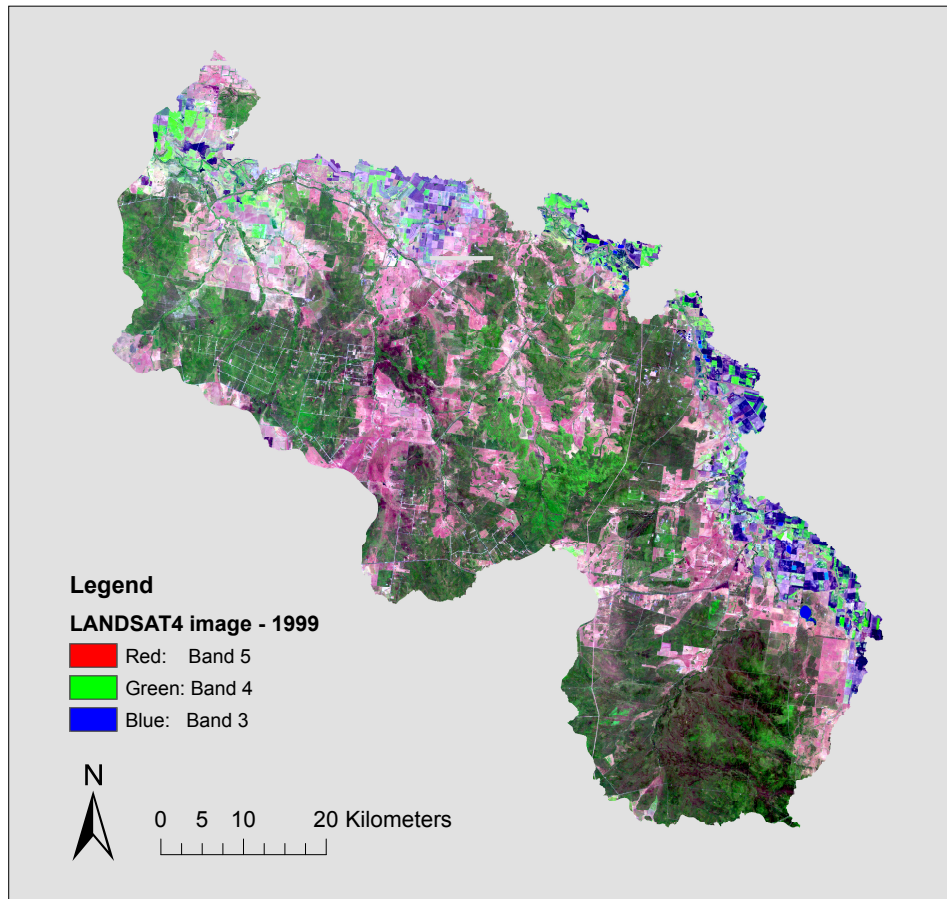 Legend
LANDSAT4 image - 1999
Red: Band 5
Green: Band 4
Blue: Band 3
N
0 5 10 20 Kilometers